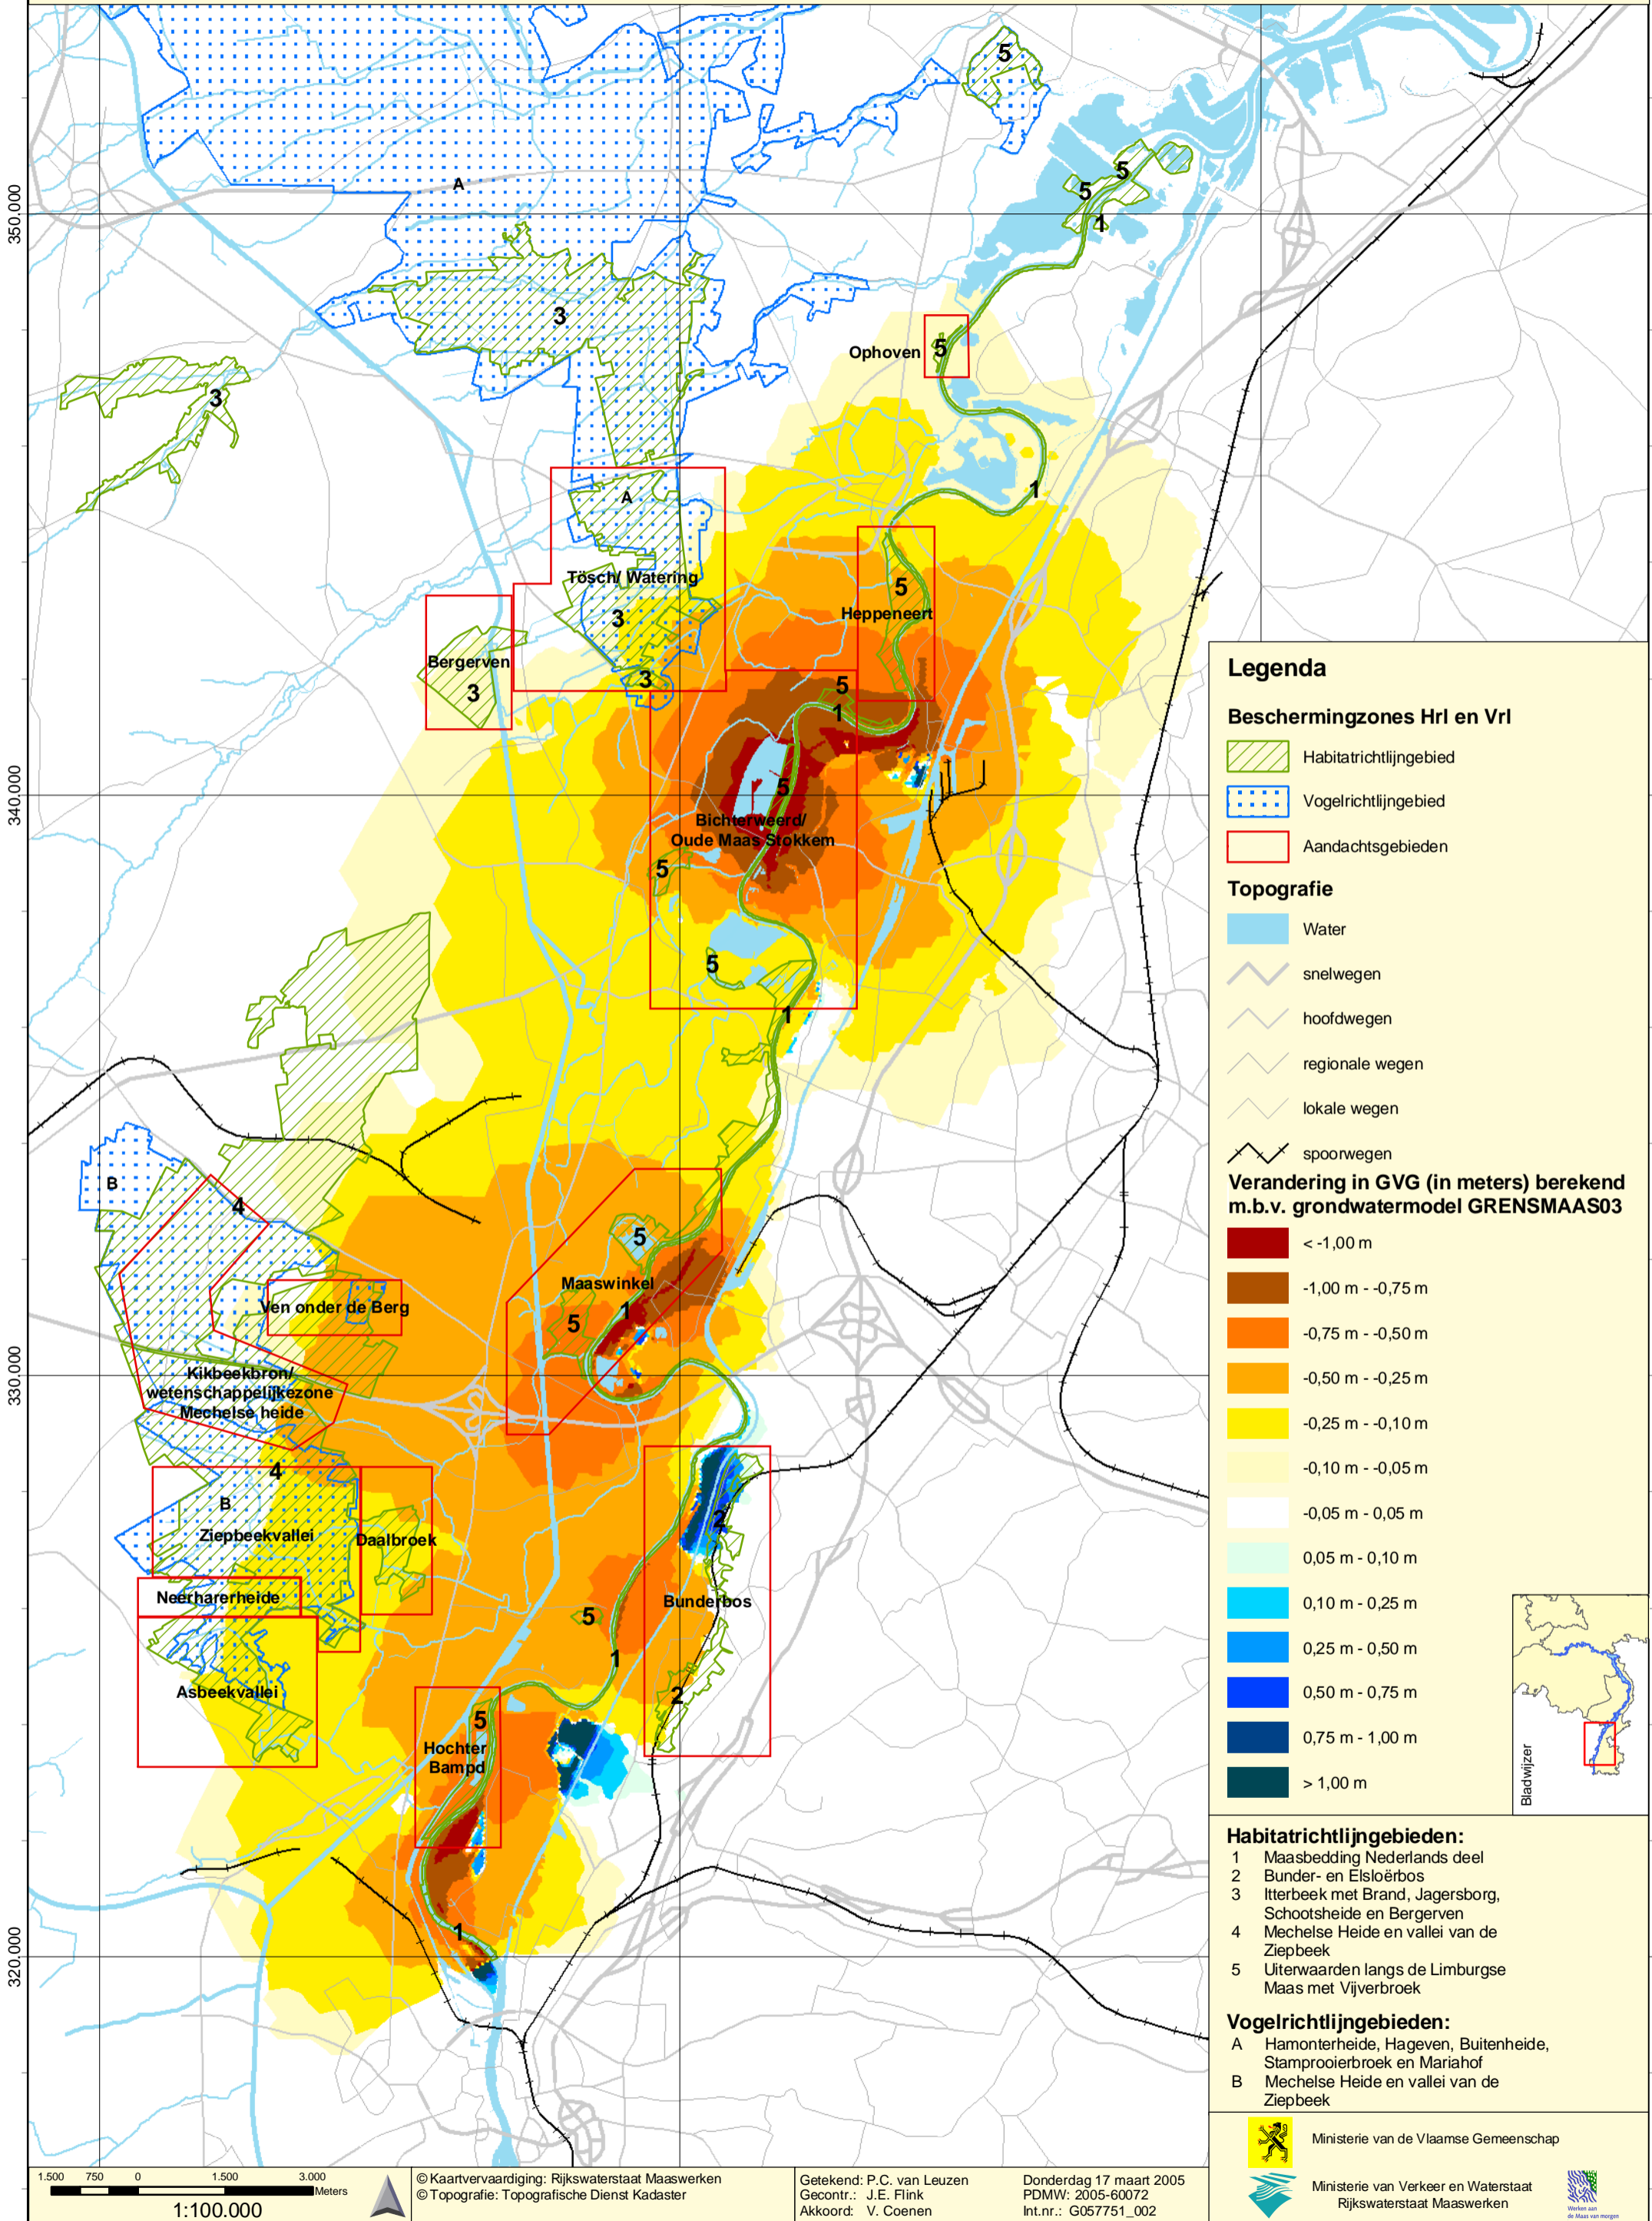 5
5
5
1
A
350.000
3
3
Ophoven
5
1
A
Tösch/ Watering
3
3
5
Heppeneert
Bergerven
3
5
1
340.000
5
Bichterweerd/
Oude Maas Stokkem
5
5
1
B
4
5
Maaswinkel
1
5
Ven onder de Berg
330.000
Kikbeekbron/
wetenschappelijkezone
Mechelse heide
4
B
Ziepbeekvallei
Daalbroek
2
Neerharerheide
Bunderbos
5
1
2
Asbeekvallei
5
Hochter
Bampd
1
320.000
Legenda
Beschermingzones Hrl en Vrl
Habitatrichtlijngebied
Vogelrichtlijngebied
Aandachtsgebieden
Topografie
Water
snelwegen
hoofdwegen
regionale wegen
lokale wegen
spoorwegen
Verandering in GVG (in meters) berekend
m.b.v. grondwatermodel GRENSMAAS03
< -1,00 m
-1,00 m - -0,75 m
-0,75 m - -0,50 m
-0,50 m - -0,25 m
-0,25 m - -0,10 m
-0,10 m - -0,05 m
-0,05 m - 0,05 m
0,05 m - 0,10 m
0,10 m - 0,25 m
0,25 m - 0,50 m
0,50 m - 0,75 m
0,75 m - 1,00 m
> 1,00 m
Bladwijzer
Habitatrichtlijngebieden:
1 Maasbedding Nederlands deel
2 Bunder- en Elsloërbos
3 Itterbeek met Brand, Jagersborg,
Schootsheide en Bergerven
4 Mechelse Heide en vallei van de
Ziepbeek
5 Uiterwaarden langs de Limburgse
Maas met Vijverbroek
Vogelrichtlijngebieden:
A Hamonterheide, Hageven, Buitenheide,
Stamprooierbroek en Mariahof
B Mechelse Heide en vallei van de
Ziepbeek
Ministerie van de Vlaamse Gemeenschap
Ministerie van Verkeer en Waterstaat
Rijkswaterstaat Maaswerken
Werken aan
de Maas van morgen
1.500 750 0 1.500 3.000
Meters
1:100.000
© Kaartvervaardiging: Rijkswaterstaat Maaswerken
© Topografie: Topografische Dienst Kadaster
Getekend: P.C. van Leuzen
Gecontr.: J.E. Flink
Akkoord: V. Coenen
Donderdag 17 maart 2005
PDMW: 2005-60072
Int.nr.: G057751_002